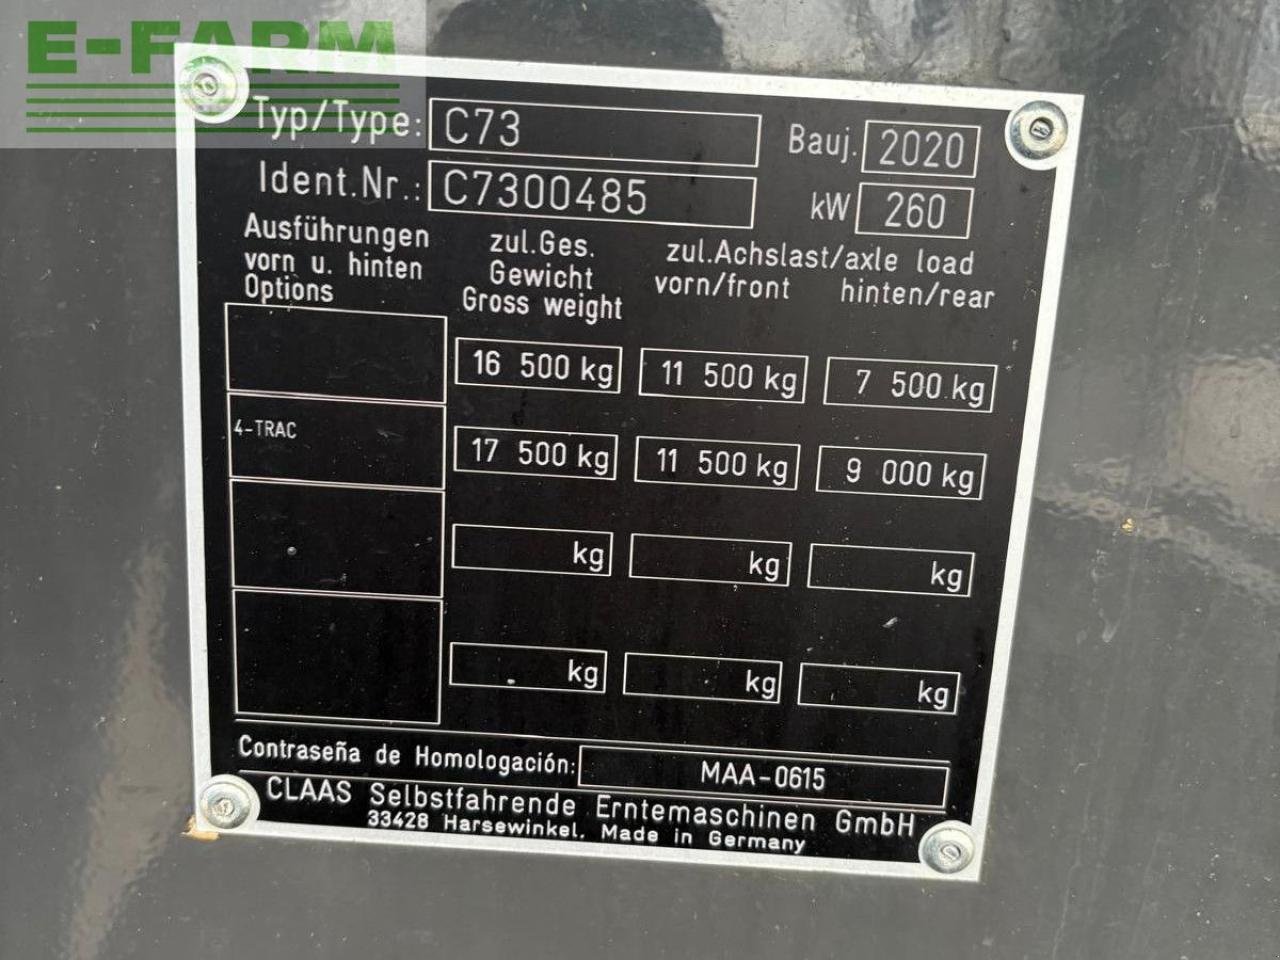 E-FARM
Typ/Type: C73 Bauj. 2020
Ident.Nr.: C7300485 kW 260
Ausführungen zul.Ges. zul.Achslast/axle load
vorn u. hinten Gewicht vorn/front hinten/rear
Options Gross weight
16 500 kg 11 500 kg 7 500 kg
4-TRAC 17 500 kg 11 500 kg 9 000 kg
kg kg kg
kg kg kg
Contraseña de Homologación: MAA-0615
CLAAS Selbstfahrende Erntemaschinen GmbH
33428 Harsewinkel. Made in Germany